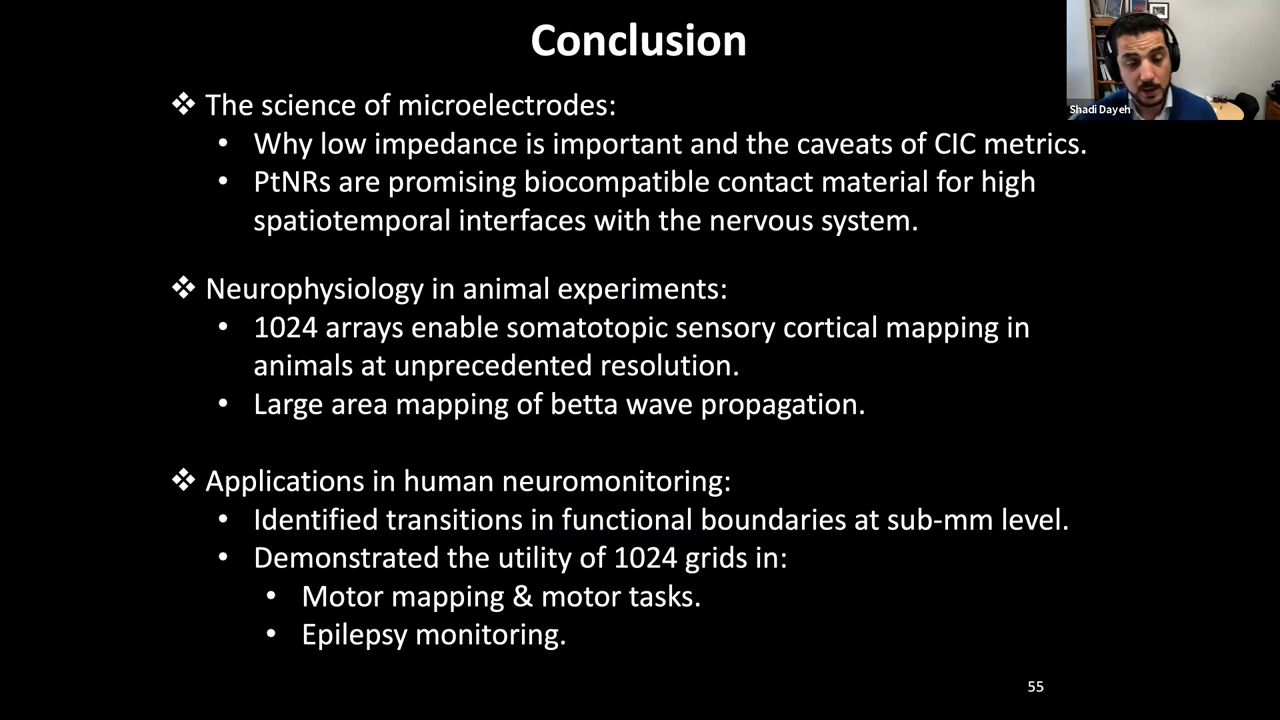 Conclusion
Shadi Dayeh
❖ The science of microelectrodes:
• Why low impedance is important and the caveats of CIC metrics.
• PtNRs are promising biocompatible contact material for high
spatiotemporal interfaces with the nervous system.
❖ Neurophysiology in animal experiments:
• 1024 arrays enable somatotopic sensory cortical mapping in
animals at unprecedented resolution.
• Large area mapping of betta wave propagation.
❖ Applications in human neuromonitoring:
• Identified transitions in functional boundaries at sub-mm level.
• Demonstrated the utility of 1024 grids in:
• Motor mapping & motor tasks.
• Epilepsy monitoring.
55